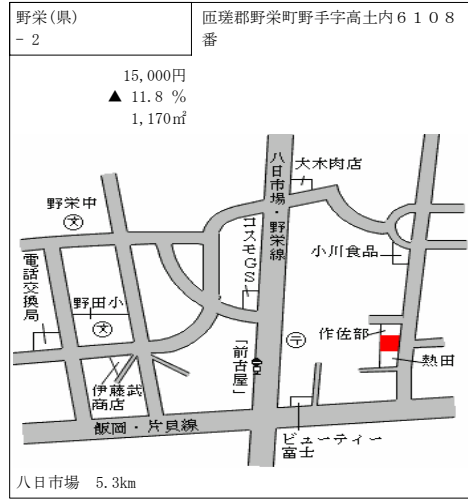 野栄(県)
－ 2
匝瑳郡野栄町野手字高土内６１０８
番
15,000円
▲ 11.8 %
1,170㎡
大木肉店
八日市場・野栄線
野栄中
文
コスモGS
小川食品
電話交換局
野田小
文
作佐部
〒
「前古屋」
熱田
伊藤武
商店
飯岡・片貝線
ビューティー
富士
八日市場 5.3km